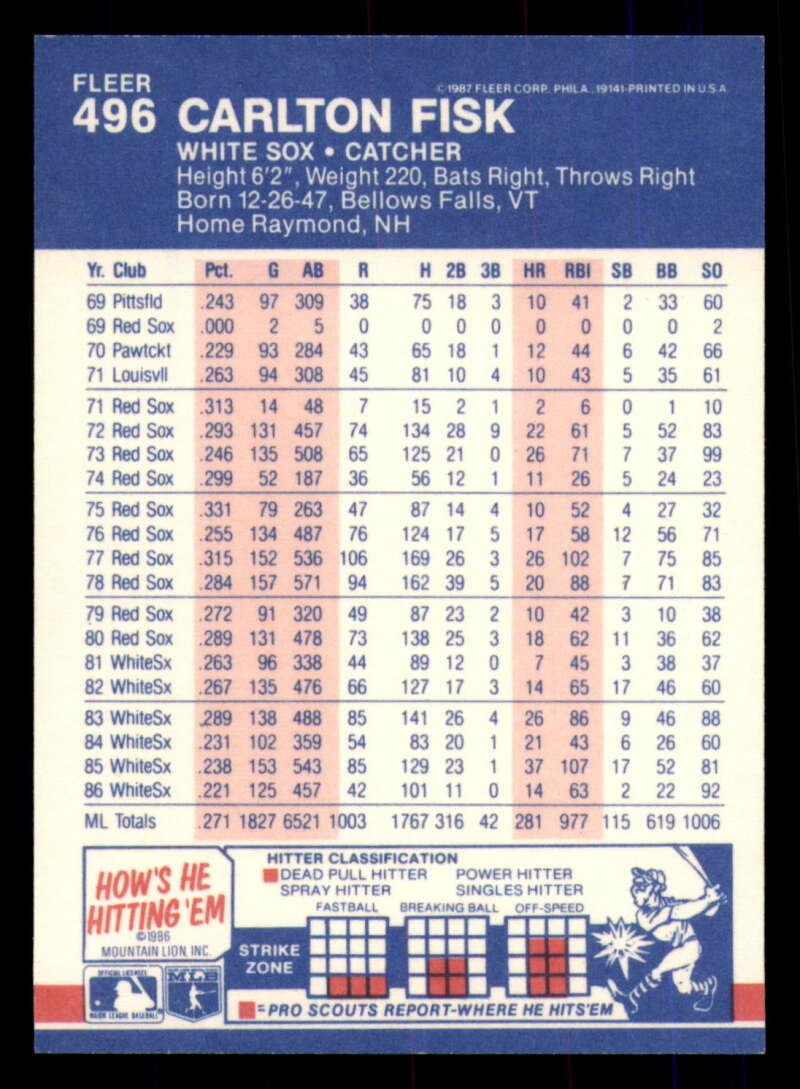 FLEER
©1987 FLEER CORP. PHILA., 19141-PRINTED IN U.S.A.
496 CARLTON FISK
WHITE SOX • CATCHER
Height 6'2", Weight 220, Bats Right, Throws Right
Born 12-26-47, Bellows Falls, VT
Home Raymond, NH
Yr. Club Pct. G AB R H 2B 3B HR RBI SB BB SO
69 Pittsfld .243 97 309 38 75 18 3 10 41 2 33 60
69 Red Sox .000 2 5 0 0 0 0 0 0 0 0 2
70 Pawtckt .229 93 284 43 65 18 1 12 44 6 42 66
71 Louisvll .263 94 308 45 81 10 4 10 43 5 35 61
71 Red Sox .313 14 48 7 15 2 1 2 6 0 1 10
72 Red Sox .293 131 457 74 134 28 9 22 61 5 52 83
73 Red Sox .246 135 508 65 125 21 0 26 71 7 37 99
74 Red Sox .299 52 187 36 56 12 1 11 26 5 24 23
75 Red Sox .331 79 263 47 87 14 4 10 52 4 27 32
76 Red Sox .255 134 487 76 124 17 5 17 58 12 56 71
77 Red Sox .315 152 536 106 169 26 3 26 102 7 75 85
78 Red Sox .284 157 571 94 162 39 5 20 88 7 71 83
79 Red Sox .272 91 320 49 87 23 2 10 42 3 10 38
80 Red Sox .289 131 478 73 138 25 3 18 62 11 36 62
81 WhiteSx .263 96 338 44 89 12 0 7 45 3 38 37
82 WhiteSx .267 135 476 66 127 17 3 14 65 17 46 60
83 WhiteSx .289 138 488 85 141 26 4 26 86 9 46 88
84 WhiteSx .231 102 359 54 83 20 1 21 43 6 26 60
85 WhiteSx .238 153 543 85 129 23 1 37 107 17 52 81
86 WhiteSx .221 125 457 42 101 11 0 14 63 2 22 92
ML Totals .271 1827 6521 1003 1767 316 42 281 977 115 619 1006
HOW'S HE
HITTING 'EM
©1986
MOUNTAIN LION, INC.
OFFICIAL LICENSEE
MAJOR LEAGUE BASEBALL
MLB
HITTER CLASSIFICATION
DEAD PULL HITTER POWER HITTER
SPRAY HITTER SINGLES HITTER
FASTBALL BREAKING BALL OFF-SPEED
STRIKE
ZONE
=PRO SCOUTS REPORT-WHERE HE HITS'EM